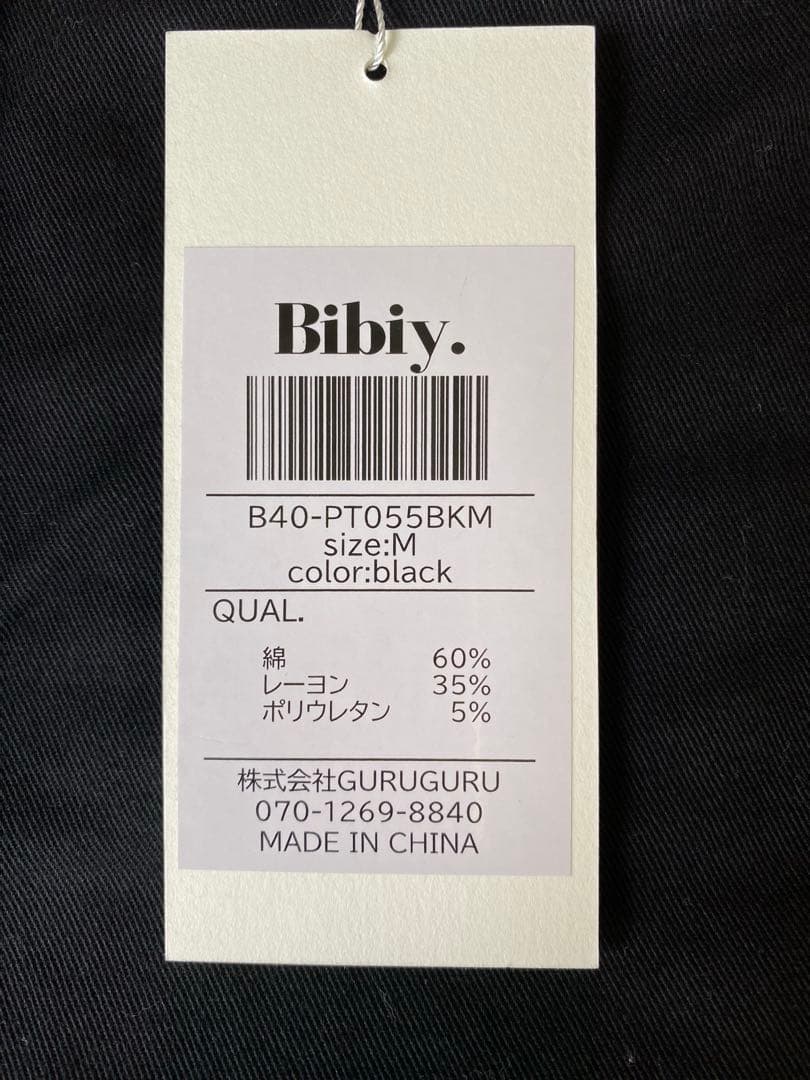 Bibiy.
B40-PT055BKM
size:M
color:black
QUAL.
綿 60%
レーヨン 35%
ポリウレタン 5%
株式会社GURUGURU
070-1269-8840
MADE IN CHINA